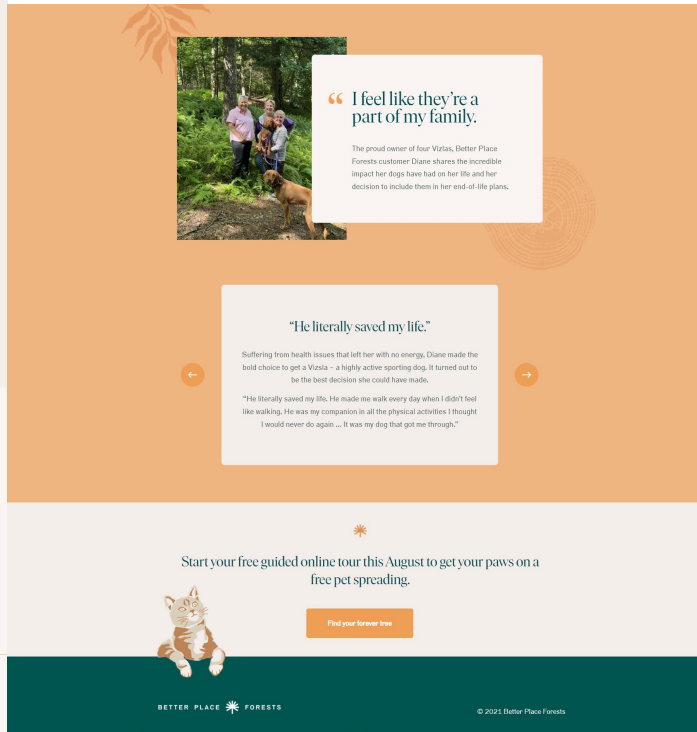 “ I feel like they’re a
part of my family.
The proud owner of four Vizlas, Better Place
Forests customer Diane shares the incredible
impact her dogs have had on her life and her
decision to include them in her end-of-life plans.
“He literally saved my life.”
Suffering from health issues that left her with no energy, Diane made the
bold choice to get a Vizsla – a highly active sporting dog. It turned out to
be the best decision she could have made.
“He literally saved my life. He made me walk every day when I didn’t feel
like walking. He was my companion in all the physical activities I thought
I would never do again ... It was my dog that got me through.”
Start your free guided online tour this August to get your paws on a
free pet spreading.
Find your forever tree
BETTER PLACE FORESTS
© 2021 Better Place Forests